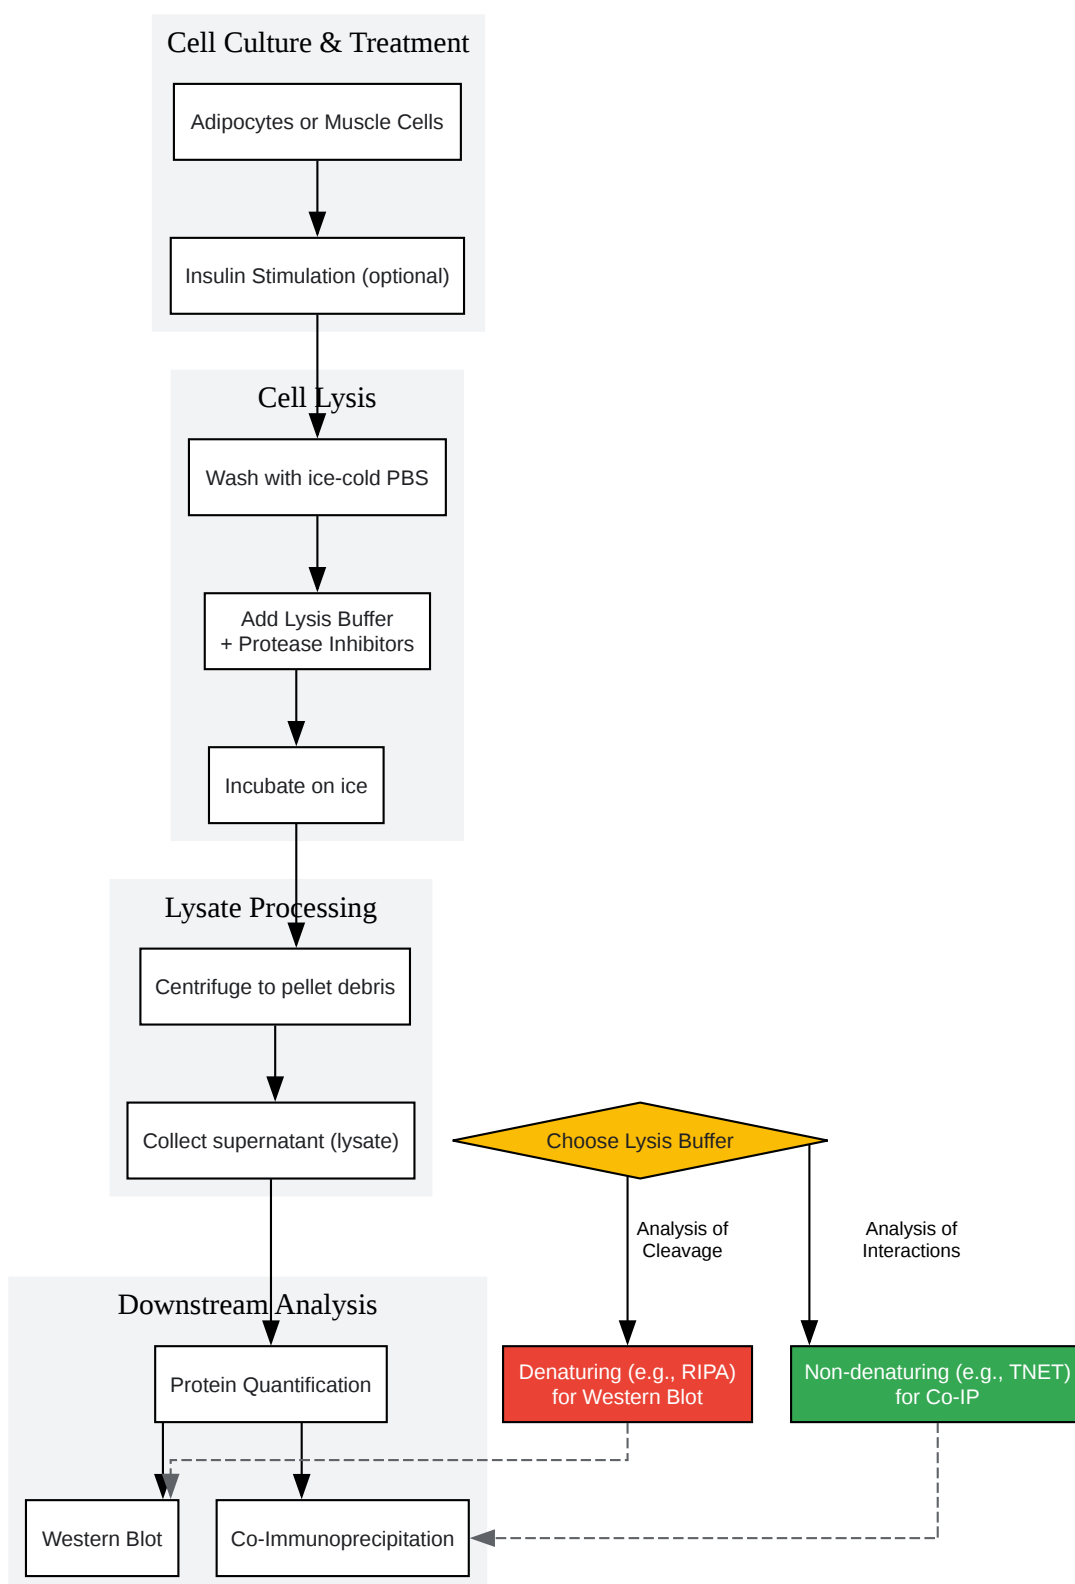 Cell Culture & Treatment
Adipocytes or Muscle Cells
Insulin Stimulation (optional)
Cell Lysis
Wash with ice-cold PBS
Add Lysis Buffer
+ Protease Inhibitors
Incubate on ice
Lysate Processing
Centrifuge to pellet debris
Collect supernatant (lysate)
Choose Lysis Buffer
Analysis of
Cleavage
Analysis of
Interactions
Downstream Analysis
Protein Quantification
Denaturing (e.g., RIPA)
for Western Blot
Non-denaturing (e.g., TNET)
for Co-IP
Western Blot
Co-Immunoprecipitation